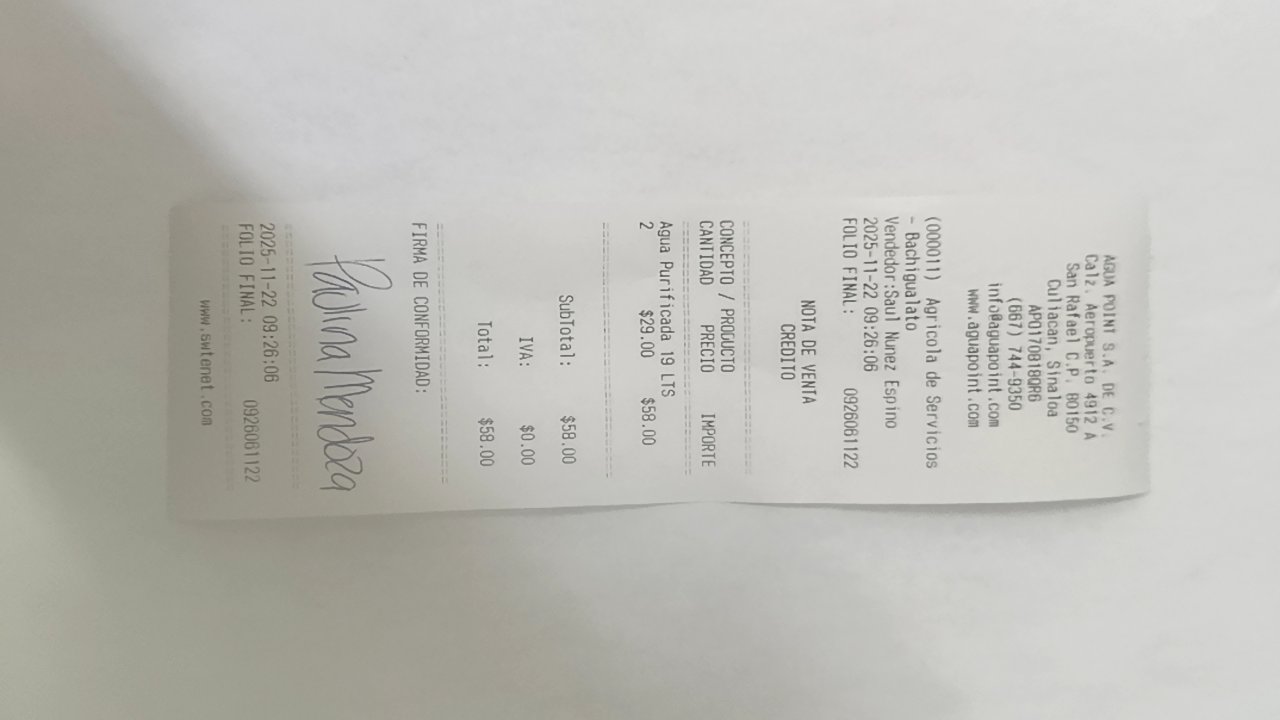 AGUA POINT S.A. DE C.V.
Calz. Aeropuerto 4912 A
San Rafael C.P. 80150
Culiacan, Sinaloa
APO170818QR6
(667) 744-9350
info@aguapoint.com
www.aguapoint.com
(000011) Agricola de Servicios
- Bachigualato
Vendedor:Saul Nunez Espino
2025-11-22 09:26:06
FOLIO FINAL: 0926061122
NOTA DE VENTA
CREDITO
CONCEPTO / PRODUCTO
CANTIDAD PRECIO IMPORTE
Agua Purificada 19 LTS
2 $29.00 $58.00
SubTotal: $58.00
IVA: $0.00
Total: $58.00
FIRMA DE CONFORMIDAD:
Paulina Mendoza
2025-11-22 09:26:06
FOLIO FINAL: 0926061122
www.swtenet.com